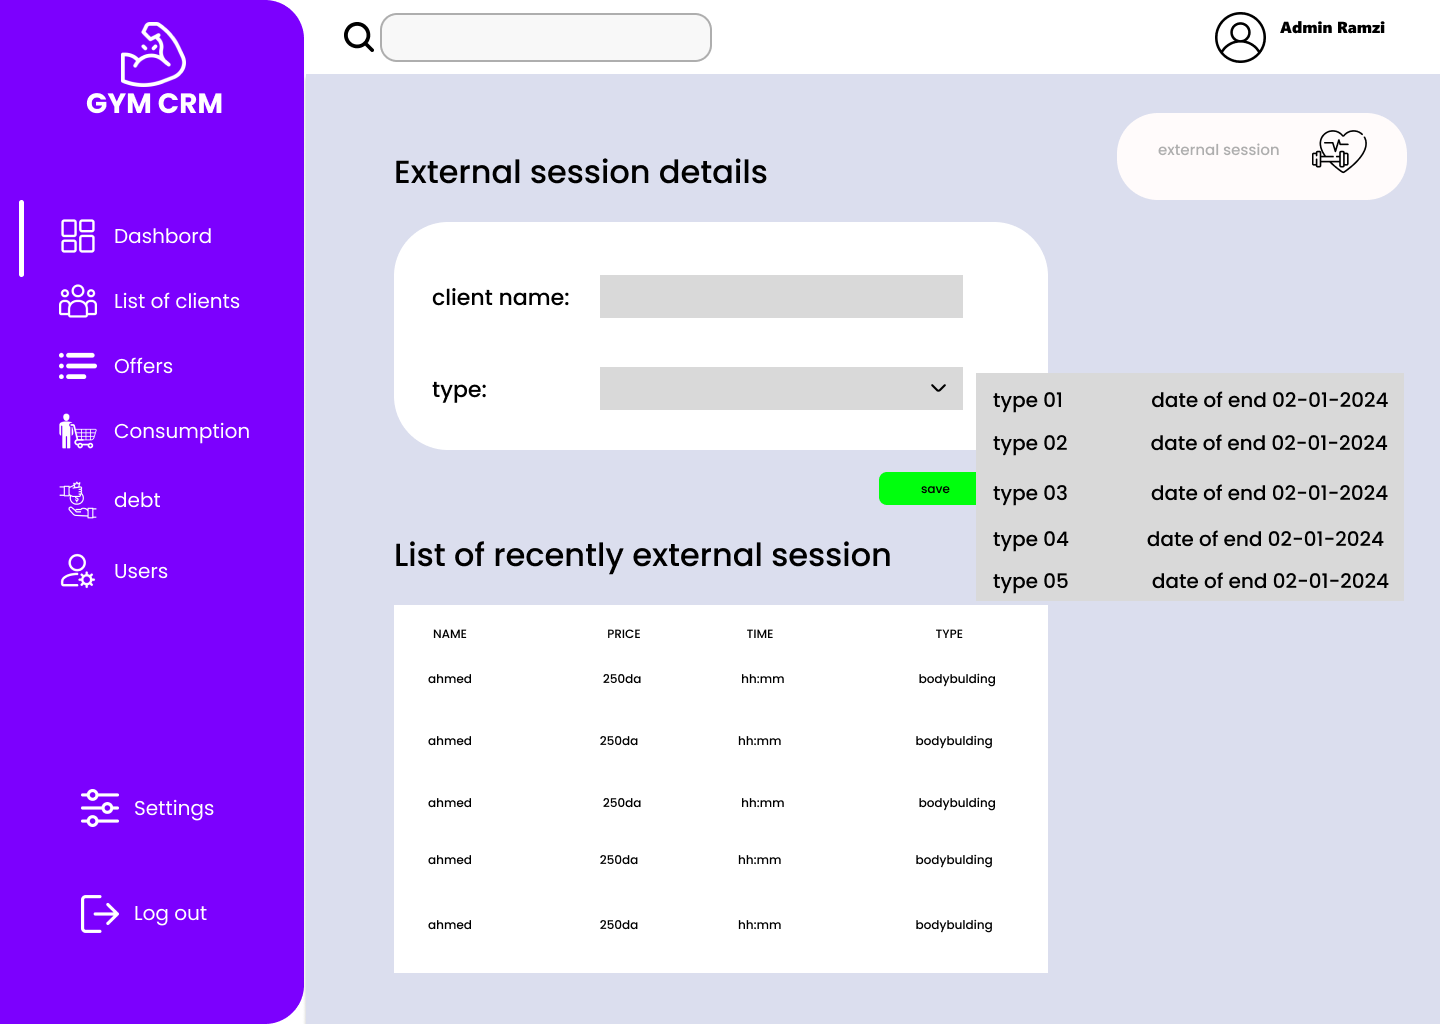 GYM CRM
Dashbord
List of clients
Offers
Consumption
debt
Users
Settings
Log out
Admin Ramzi
external session
External session details
client name:
type:
type 01 date of end 02-01-2024
type 02 date of end 02-01-2024
type 03 date of end 02-01-2024
type 04 date of end 02-01-2024
type 05 date of end 02-01-2024
save
List of recently external session
NAME PRICE TIME TYPE
ahmed 250da hh:mm bodybulding
ahmed 250da hh:mm bodybulding
ahmed 250da hh:mm bodybulding
ahmed 250da hh:mm bodybulding
ahmed 250da hh:mm bodybulding